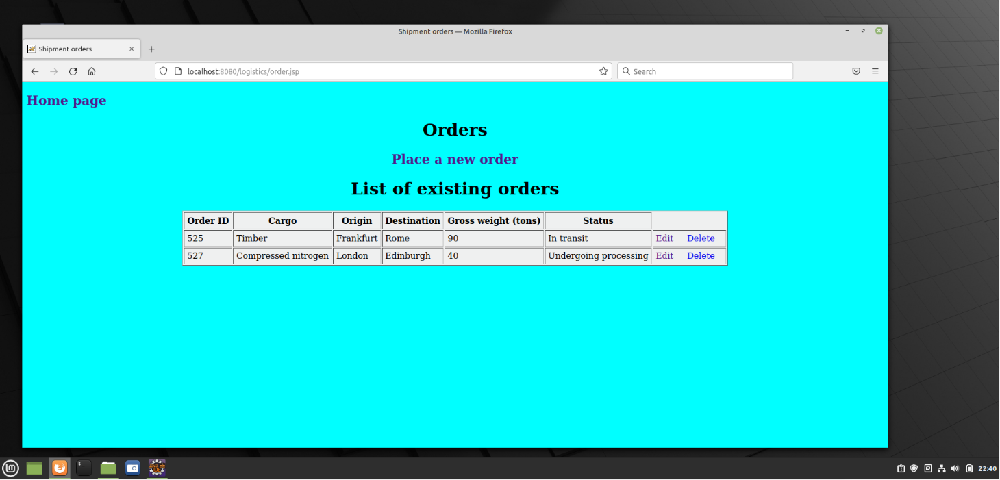 Shipment orders — Mozilla Firefox
Shipment orders
localhost:8080/logistics/order.jsp
Search
Home page
Orders
Place a new order
List of existing orders
Order ID Cargo Origin Destination Gross weight (tons) Status
525 Timber Frankfurt Rome 90 In transit Edit Delete
527 Compressed nitrogen London Edinburgh 40 Undergoing processing Edit Delete
22:40